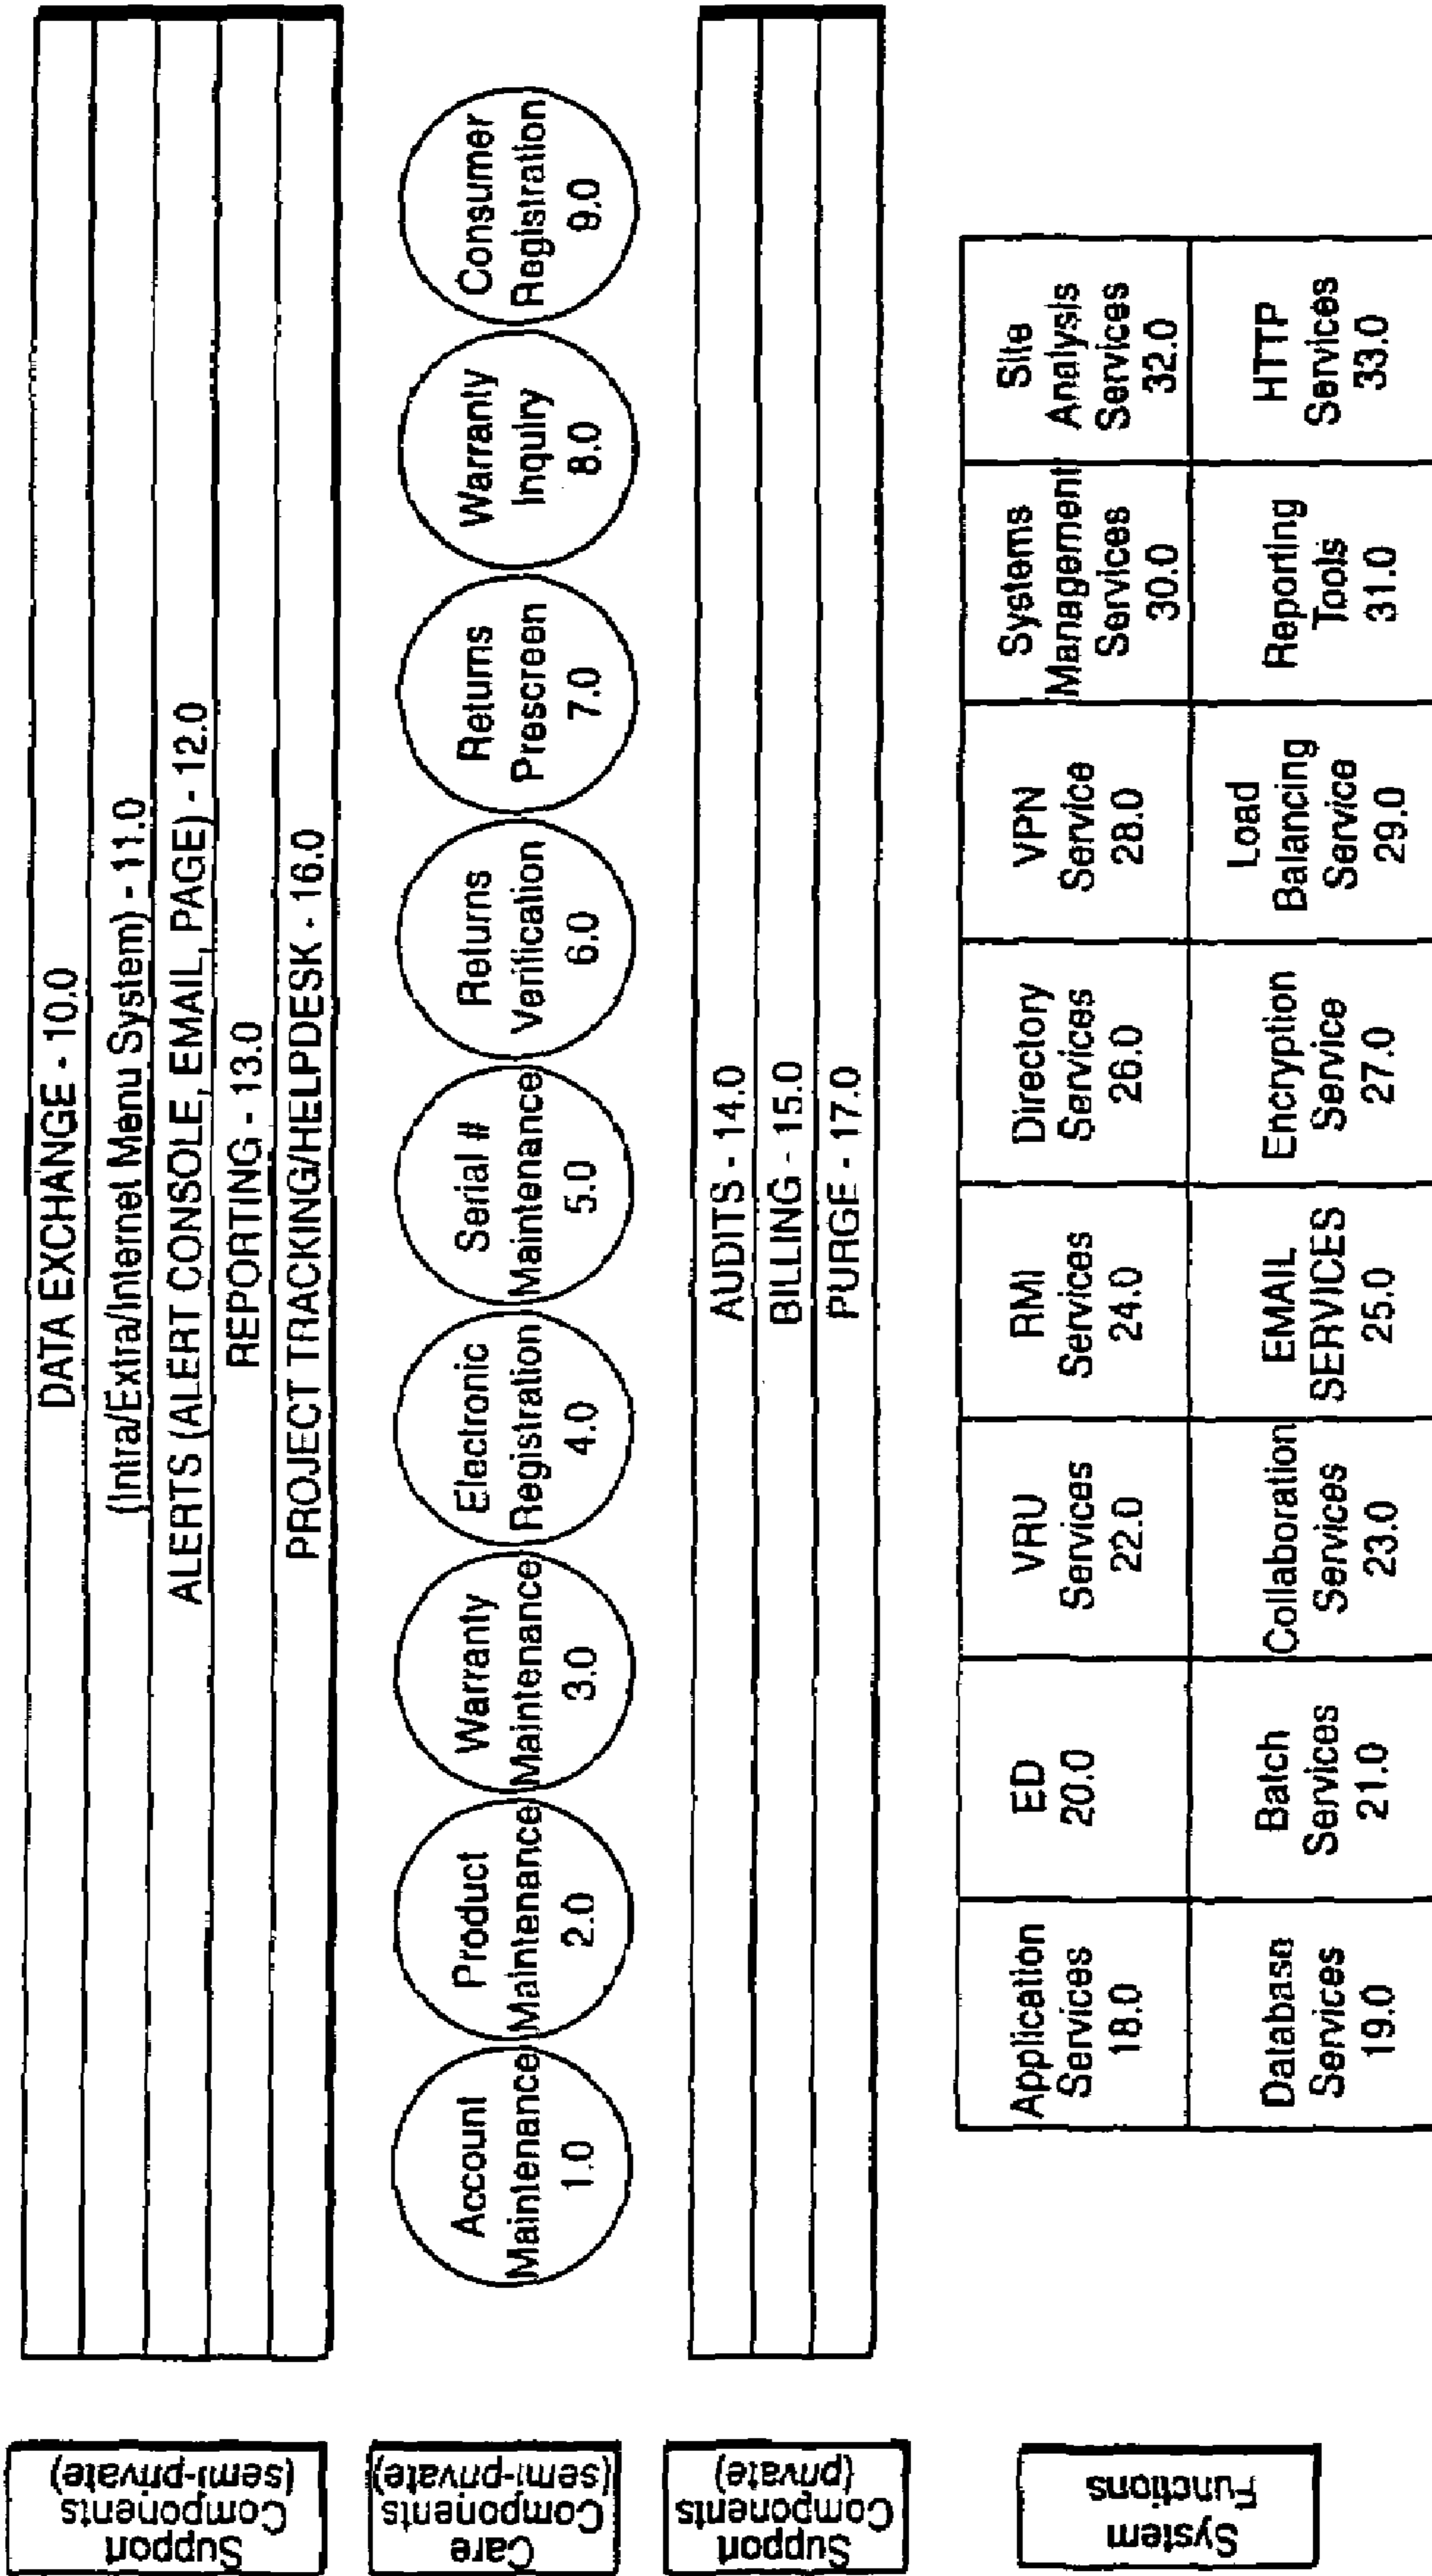 Support
Components
(semi-private)
DATA EXCHANGE - 10.0
(Intra/Extra/Internet Menu System) - 11.0
ALERTS (ALERT CONSOLE, EMAIL, PAGE) - 12.0
REPORTING - 13.0
PROJECT TRACKING/HELPDESK - 16.0
Care
Components
(semi-private)
Account
Maintenance
1.0
Product
Maintenance
2.0
Warranty
Maintenance
3.0
Electronic
Registration
4.0
Serial #
Maintenance
5.0
Returns
Verification
6.0
Returns
Prescreen
7.0
Warranty
Inquiry
8.0
Consumer
Registration
9.0
Support
Components
(private)
AUDITS - 14.0
BILLING - 15.0
PURGE - 17.0
System
Functions
Application
Services
18.0
ED
20.0
VRU
Services
22.0
RMI
Services
24.0
Directory
Services
26.0
VPN
Service
28.0
Systems
Management
Services
30.0
Site
Analysis
Services
32.0
Database
Services
19.0
Batch
Services
21.0
Collaboration
Services
23.0
EMAIL
SERVICES
25.0
Encryption
Service
27.0
Load
Balancing
Service
29.0
Reporting
Tools
31.0
HTTP
Services
33.0